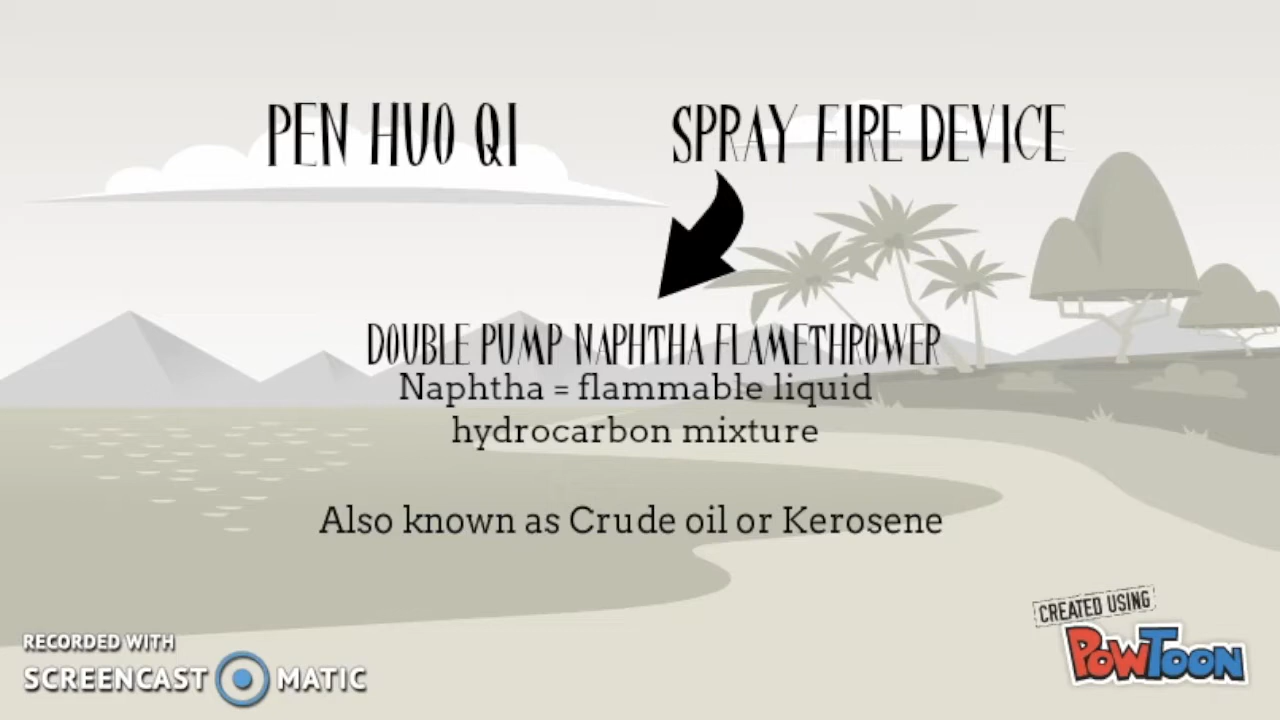 PEN HUO QI
SPRAY FIRE DEVICE
DOUBLE PUMP NAPHTHA FLAMETHROWER
Naphtha = flammable liquid
hydrocarbon mixture
Also known as Crude oil or Kerosene
CREATED USING
POWTOON
RECORDED WITH
SCREENCAST MATIC